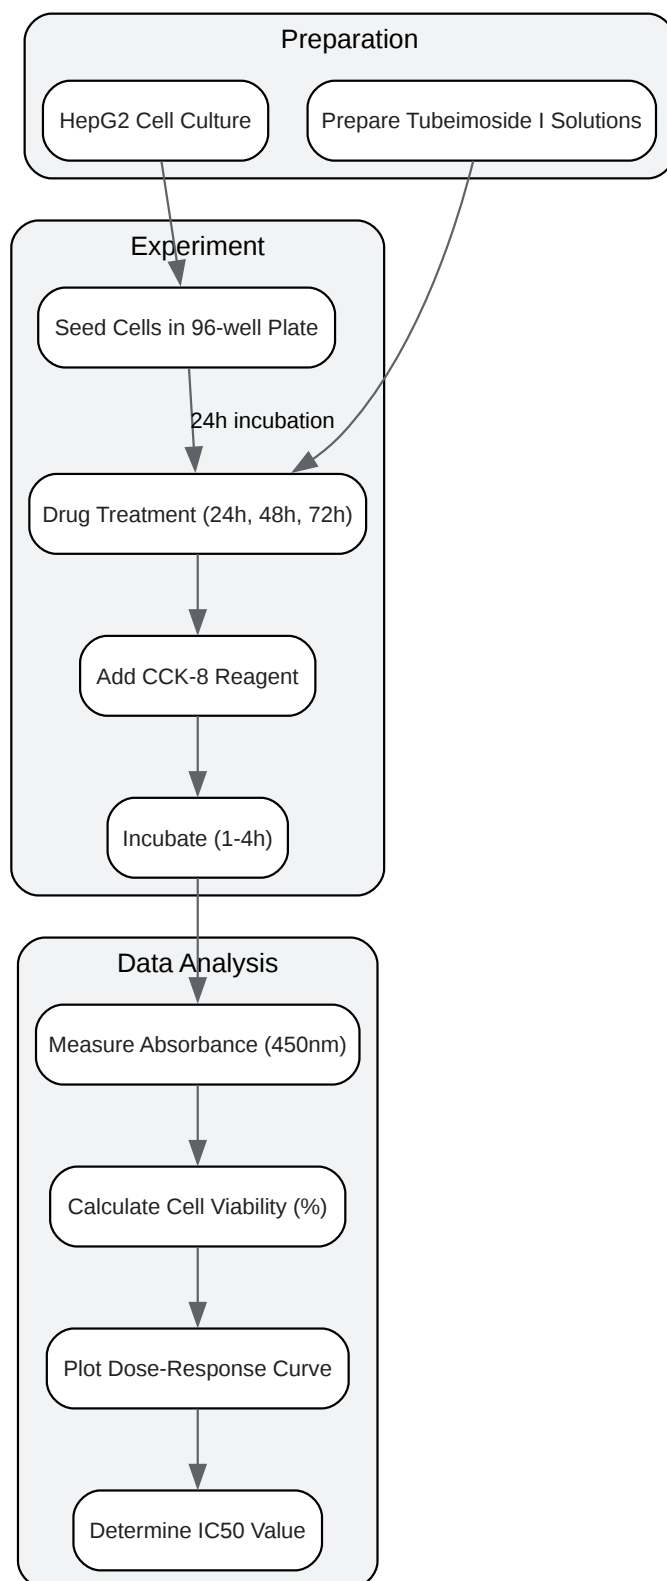 Preparation
HepG2 Cell Culture
Prepare Tubeimoside I Solutions
Experiment
Seed Cells in 96-well Plate
24h incubation
Drug Treatment (24h, 48h, 72h)
Add CCK-8 Reagent
Incubate (1-4h)
Data Analysis
Measure Absorbance (450nm)
Calculate Cell Viability (%)
Plot Dose-Response Curve
Determine IC50 Value